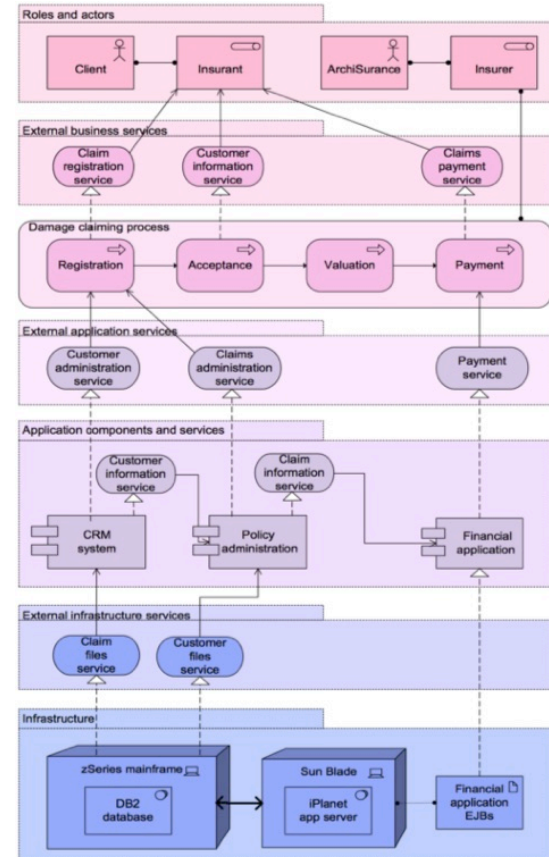 Roles and actors
Client
Insurant
ArchiSurance
Insurer
External business services
Claim
registration
service
Customer
information
service
Claims
payment
service
Damage claiming process
Registration
Acceptance
Valuation
Payment
External application services
Customer
administration
service
Claims
administration
service
Payment
service
Application components and services
Customer
information
service
Claim
information
service
CRM
system
Policy
administration
Financial
application
External infrastructure services
Claim
files
service
Customer
files
service
Infrastructure
zSeries mainframe
DB2
database
Sun Blade
iPlanet
app server
Financial
application
EJBs